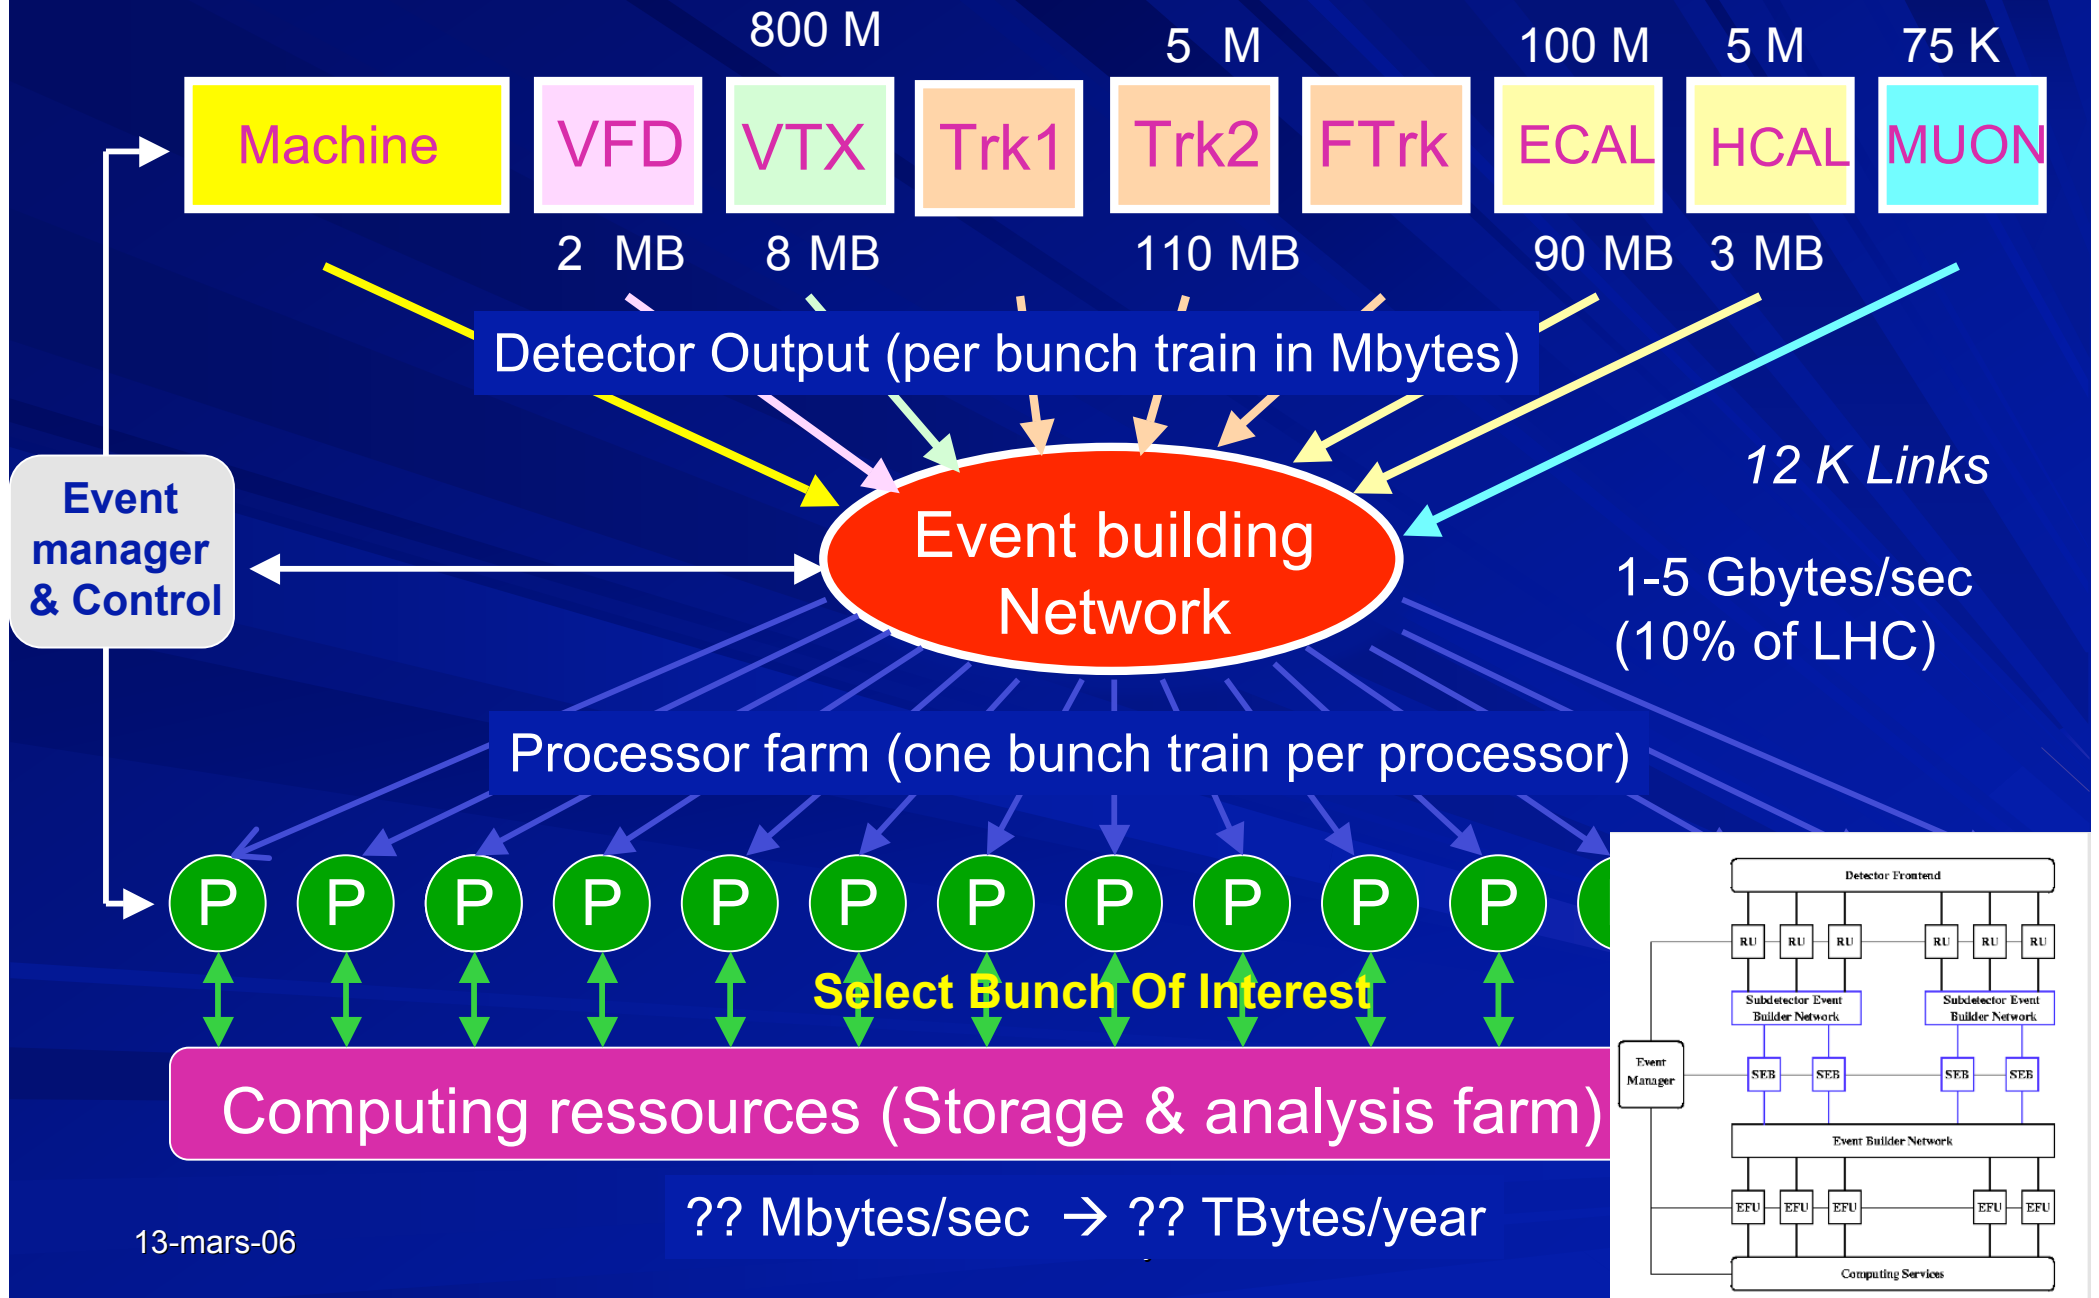 800 M
5 M
100 M
5 M
75 K
Machine
VFD
VTX
Trk1
Trk2
FTrk
ECAL
HCAL
MUON
2 MB
8 MB
110 MB
90 MB
3 MB
Detector Output (per bunch train in Mbytes)
12 K Links
Event
manager
& Control
Event building
Network
1-5 Gbytes/sec
(10% of LHC)
Processor farm (one bunch train per processor)
P P P P P P P P P P P
Select Bunch Of Interest
Computing ressources (Storage & analysis farm)
?? Mbytes/sec → ?? TBytes/year
13-mars-06
Detector Frontend
RU RU RU RU RU RU
Subdetector Event
Builder Network
Subdetector Event
Builder Network
Event
Manager
SEB SEB SEB SEB
Event Builder Network
EFU EFU EFU EFU EFU
Computing Services